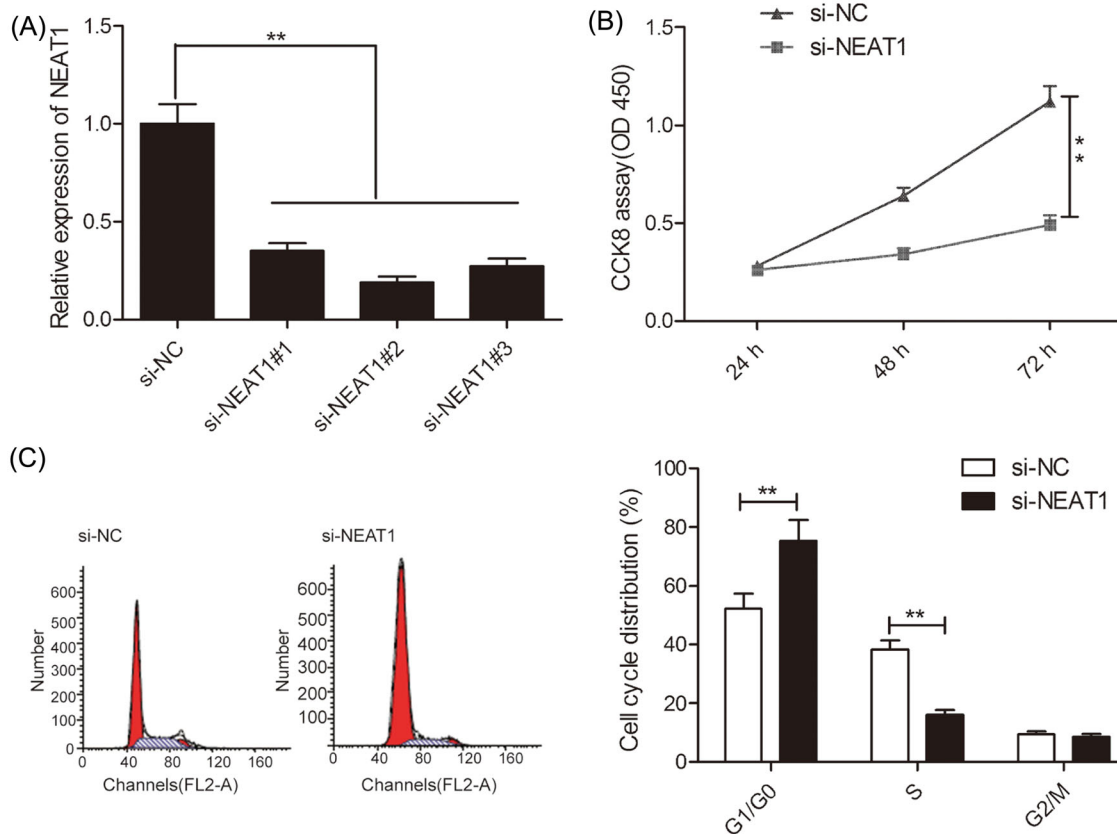 (A)
Relative expression of NEAT1
1.5
1.0
0.5
0.0
**
si-NC
si-NEAT1#1
si-NEAT1#2
si-NEAT1#3
(B)
si-NC
si-NEAT1
CCK8 assay(OD 450)
1.5
1.0
0.5
0.0
**
24 h
48 h
72 h
(C)
si-NC
Number
600
500
400
300
200
100
0
0 40 80 120 160
Channels(FL2-A)
si-NEAT1
Number
600
500
400
300
200
100
0 40 80 120 160
Channels(FL2-A)
si-NC
si-NEAT1
Cell cycle distribution (%)
100
80
60
40
20
0
**
**
G1/G0
S
G2/M